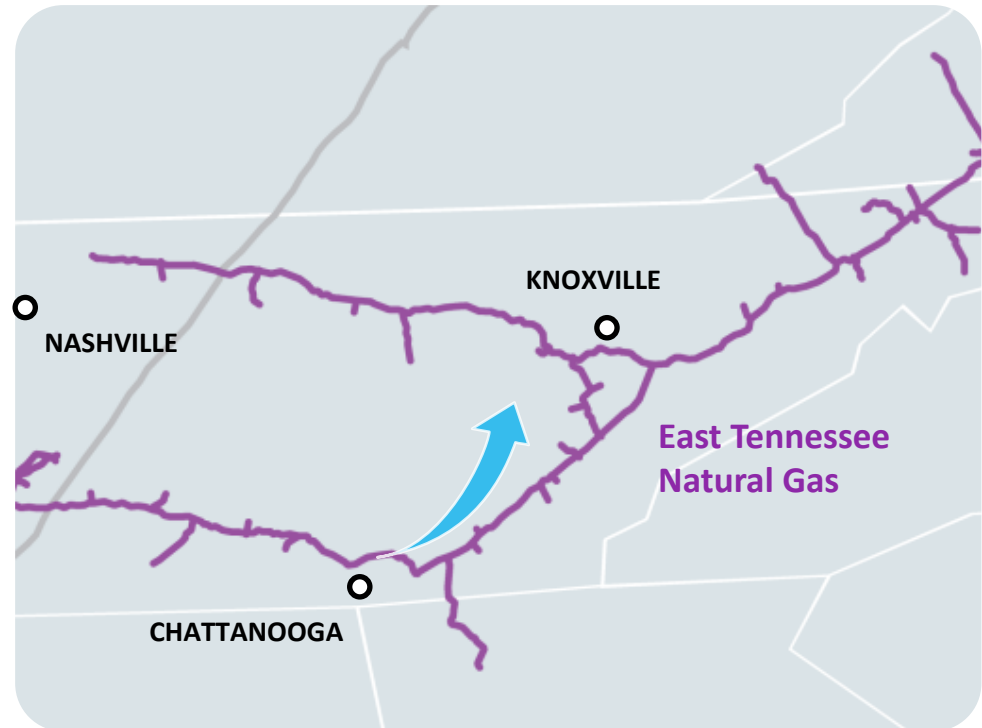 KNOXVILLE
NASHVILLE
East Tennessee
Natural Gas
CHATTANOOGA